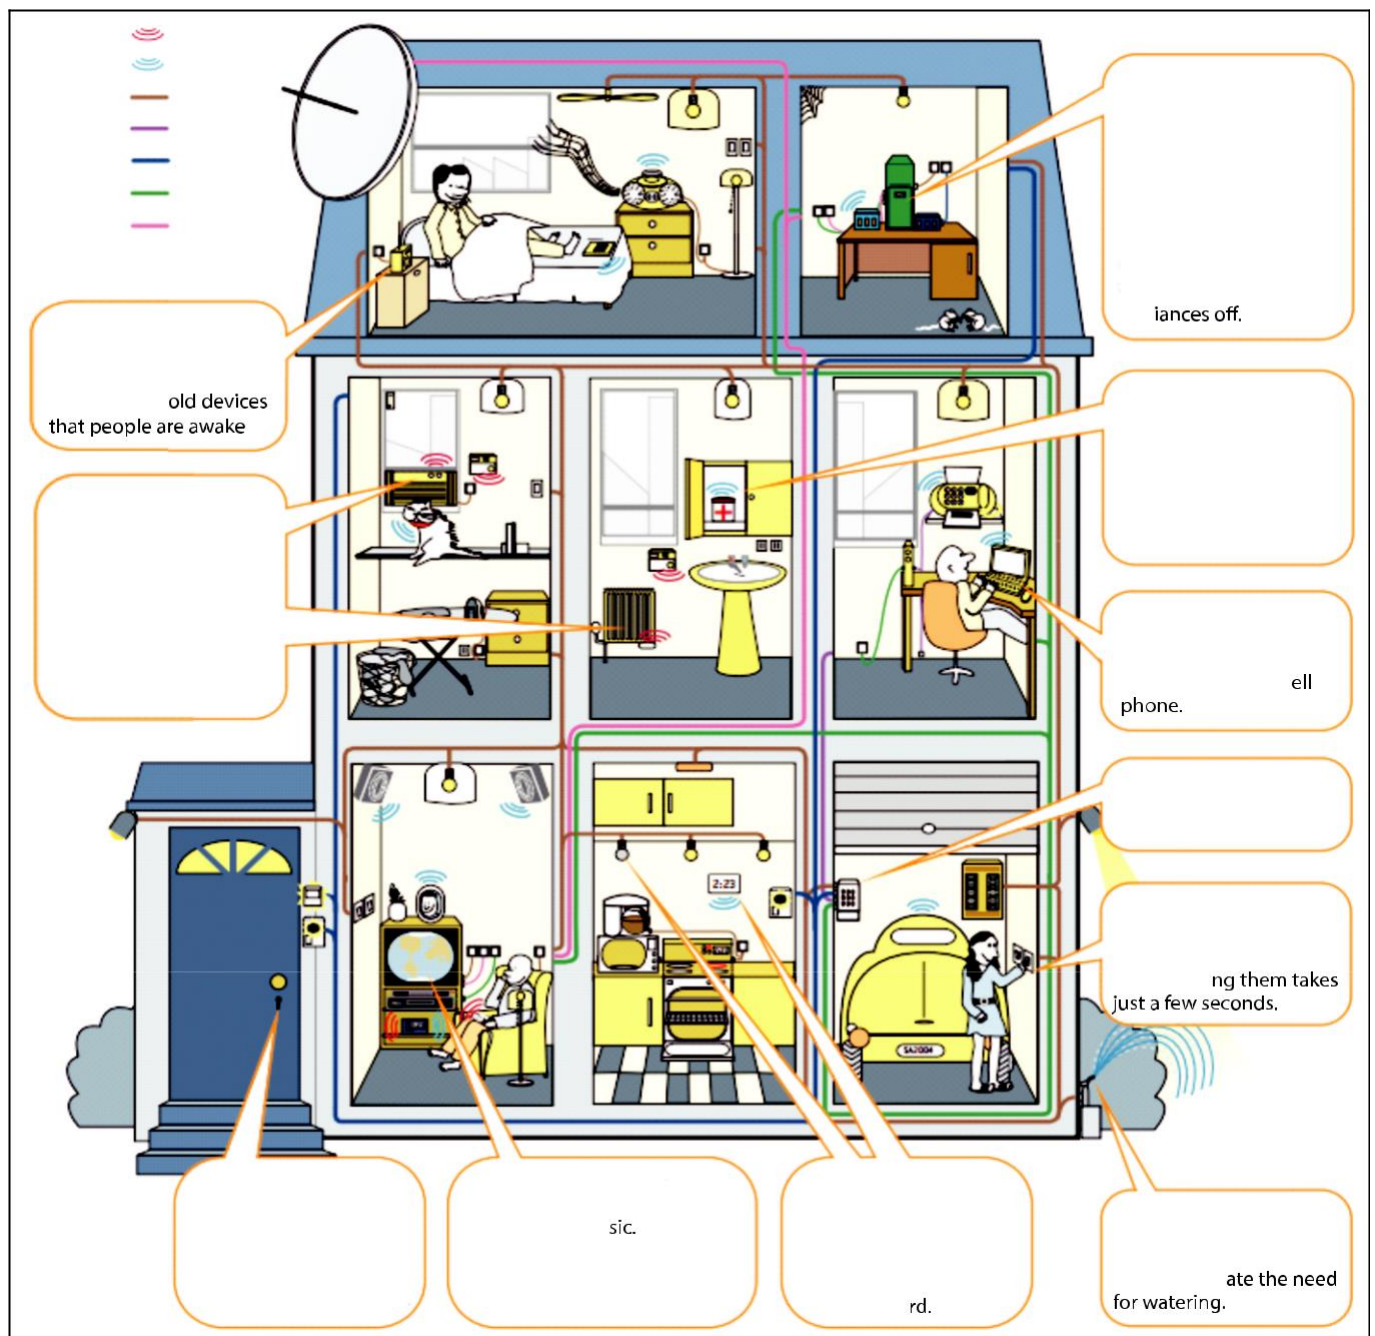 iances off.
old devices
that people are awake
ell
phone.
2:23
ng them takes
just a few seconds.
sic.
rd.
ate the need
for watering.